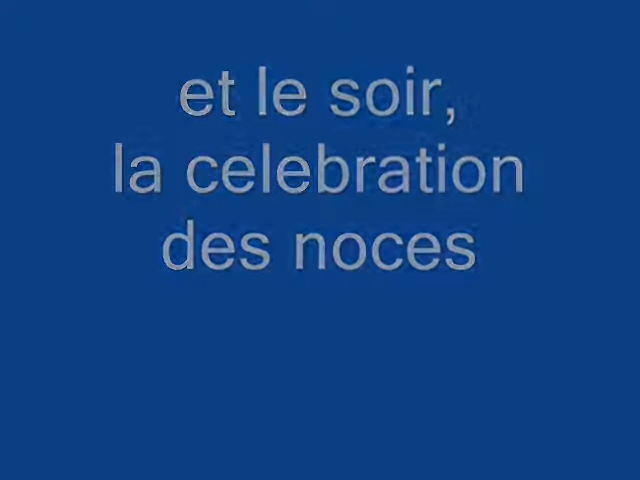 et le soir,
la celebration
des noces